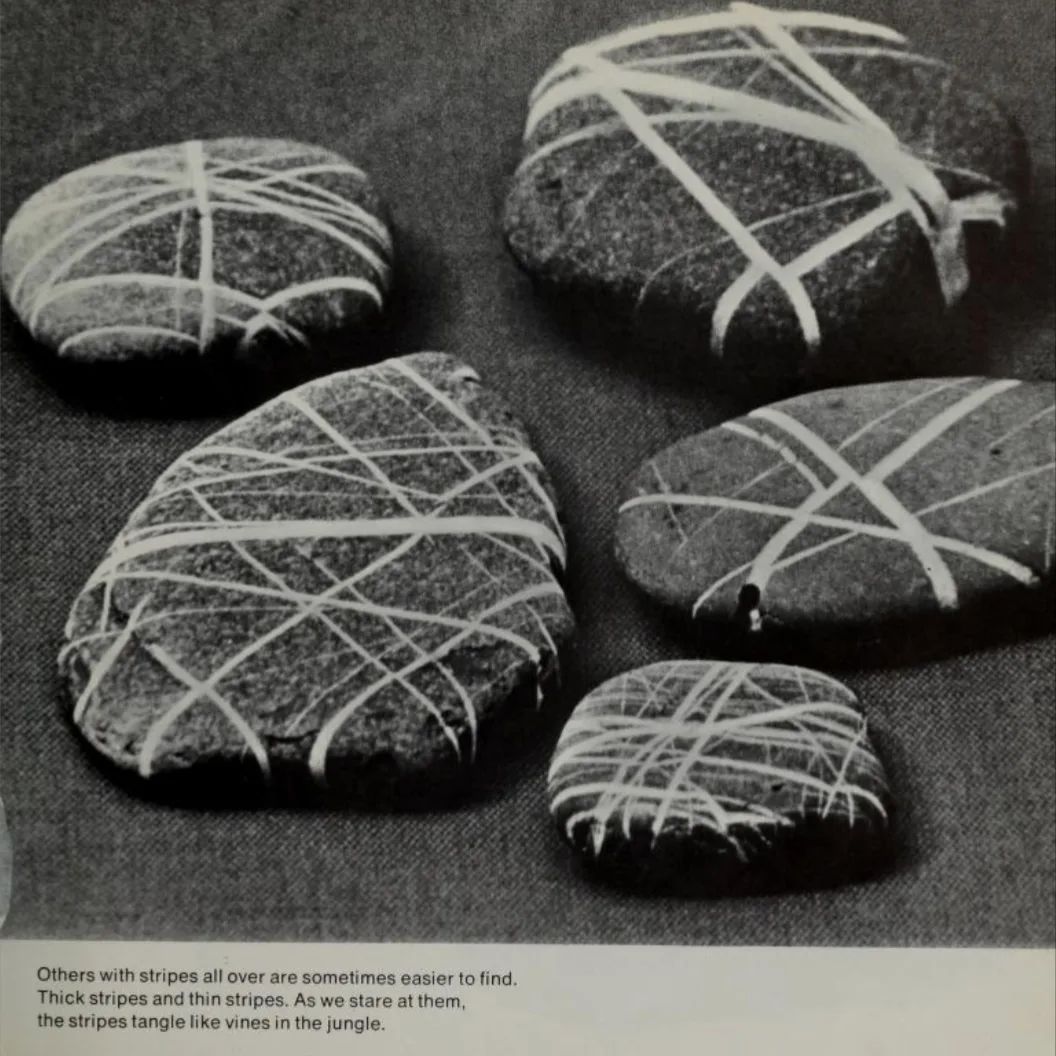 Others with stripes all over are sometimes easier to find.
Thick stripes and thin stripes. As we stare at them,
the stripes tangle like vines in the jungle.